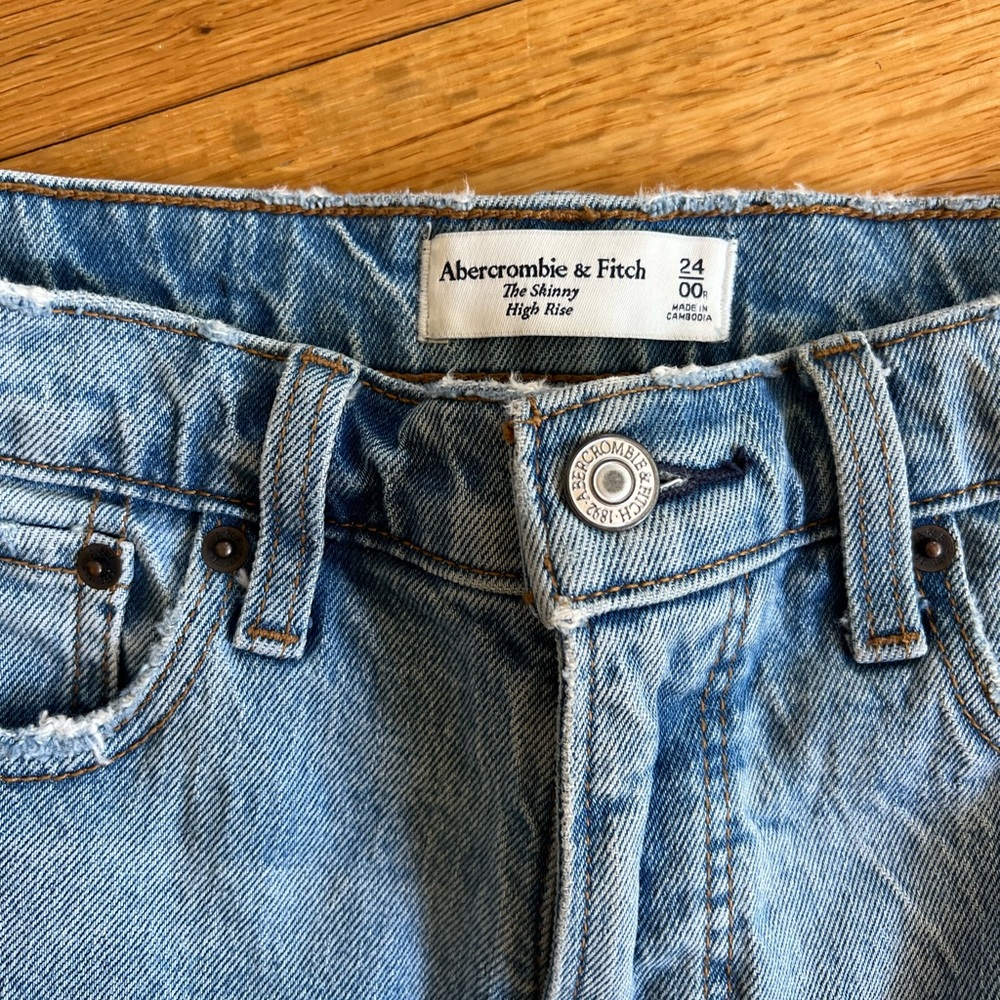 Abercrombie & Fitch
The Skinny
High Rise
24
00R
MADE IN
CAMBODIA
ABERCROMBIE & FITCH·1892·